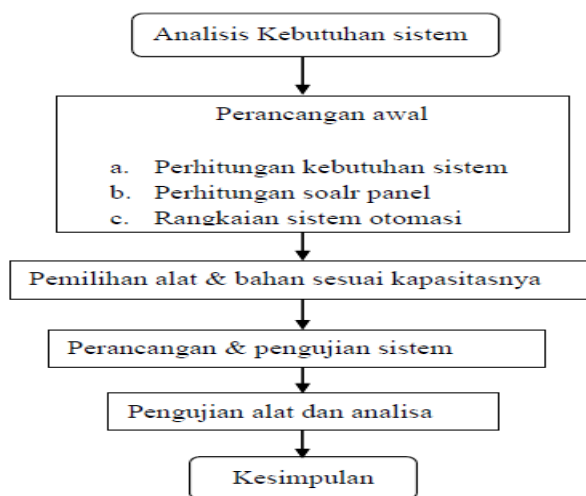 Analisis Kebutuhan sistem
Perancangan awal
a. Perhitungan kebutuhan sistem
b. Perhitungan soalr panel
c. Rangkaian sistem otomasi
Pemilihan alat & bahan sesuai kapasitasnya
Perancangan & pengujian sistem
Pengujian alat dan analisa
Kesimpulan